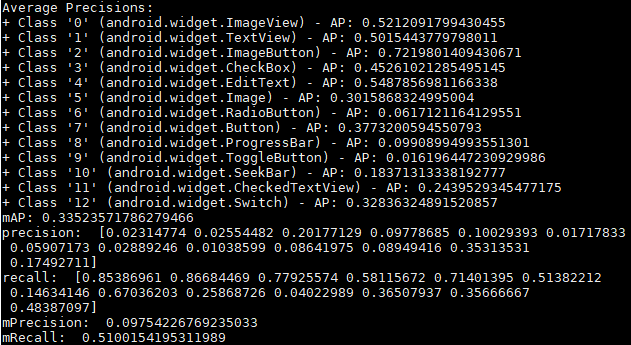 Average Precisions:
+ Class '0' (android.widget.ImageView) - AP: 0.5212091799430455
+ Class '1' (android.widget.TextView) - AP: 0.5015443779798011
+ Class '2' (android.widget.ImageButton) - AP: 0.7219801409430671
+ Class '3' (android.widget.CheckBox) - AP: 0.45261021285495145
+ Class '4' (android.widget.EditText) - AP: 0.5487856981166338
+ Class '5' (android.widget.Image) - AP: 0.3015868324995004
+ Class '6' (android.widget.RadioButton) - AP: 0.0617121164129551
+ Class '7' (android.widget.Button) - AP: 0.3773200594550793
+ Class '8' (android.widget.ProgressBar) - AP: 0.09908994993551301
+ Class '9' (android.widget.ToggleButton) - AP: 0.016196447230929986
+ Class '10' (android.widget.SeekBar) - AP: 0.18371313338192777
+ Class '11' (android.widget.CheckedTextView) - AP: 0.2439529345477175
+ Class '12' (android.widget.Switch) - AP: 0.32836324891520857
mAP: 0.33523571786279466
precision:  [0.02314774 0.02554482 0.20177129 0.09778685 0.10029393 0.01717833
 0.05907173 0.02889246 0.01038599 0.08641975 0.08949416 0.35313531
 0.17492711]
recall:  [0.85386961 0.86684469 0.77925574 0.58115672 0.71401395 0.51382212
 0.14634146 0.67036203 0.25868726 0.04022989 0.36507937 0.35666667
 0.48387097]
mPrecision:  0.09754226769235033
mRecall:  0.5100154195311989